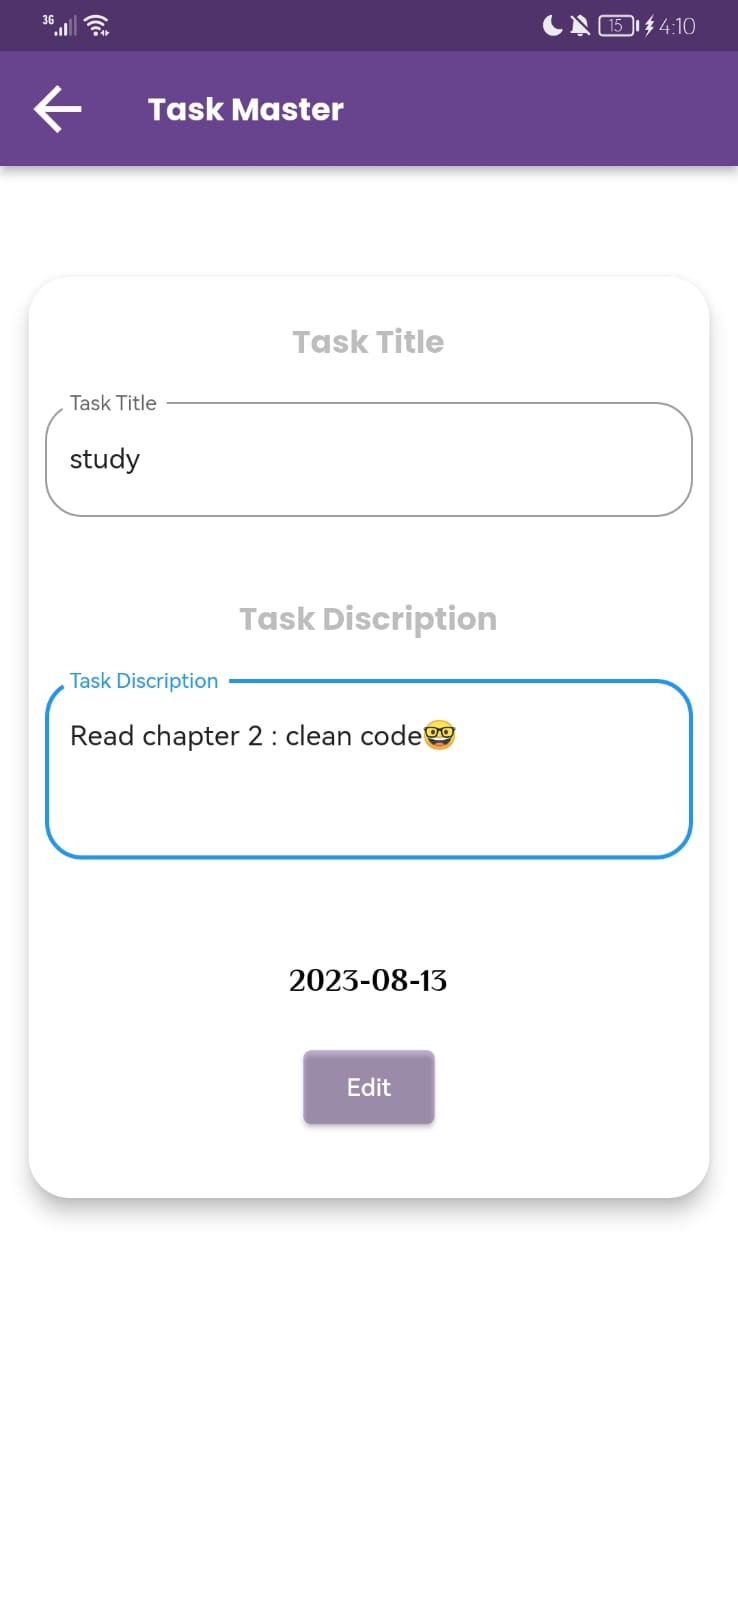 3G 15 4:10
Task Master
Task Title
Task Title
study
Task Discription
Task Discription
Read chapter 2 : clean code🤓
2023-08-13
Edit